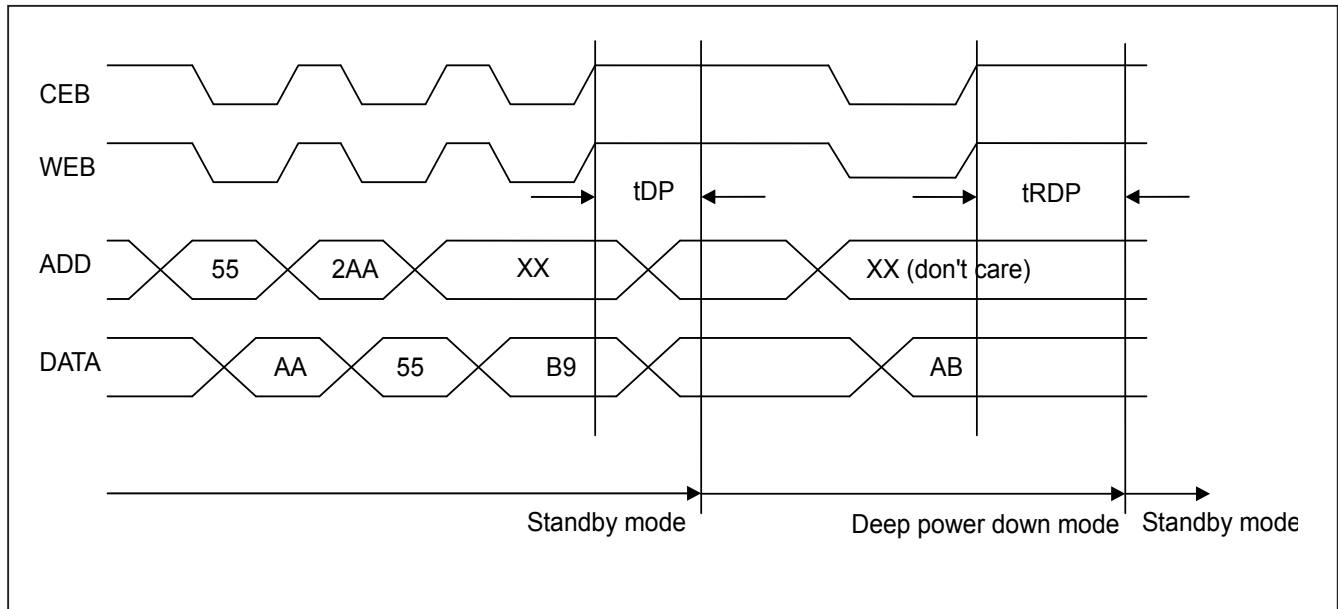 CEB
WEB
tDP
tRDP
ADD
55
2AA
XX
XX (don't care)
DATA
AA
55
B9
AB
Standby mode
Deep power down mode
Standby mode